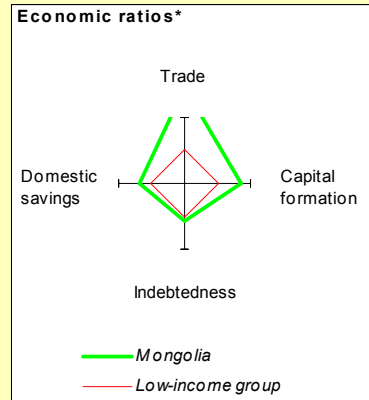 Economic ratios*
Trade
Domestic
savings
Capital
formation
Indebtedness
Mongolia
Low-income group